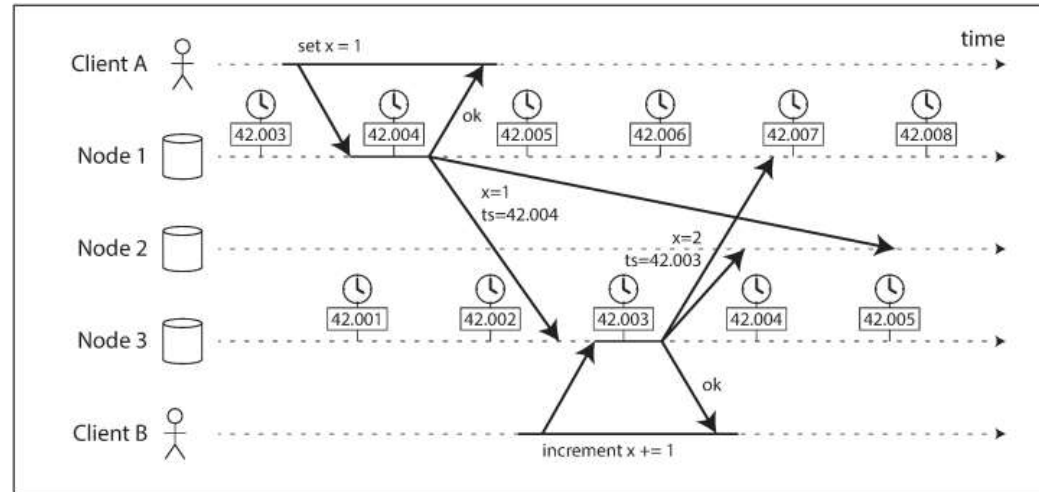 set x = 1
time
Client A
ok
42.003
42.004
42.005
42.006
42.007
42.008
Node 1
x=1
ts=42.004
Node 2
x=2
ts=42.003
42.001
42.002
42.003
42.004
42.005
Node 3
ok
Client B
increment x += 1